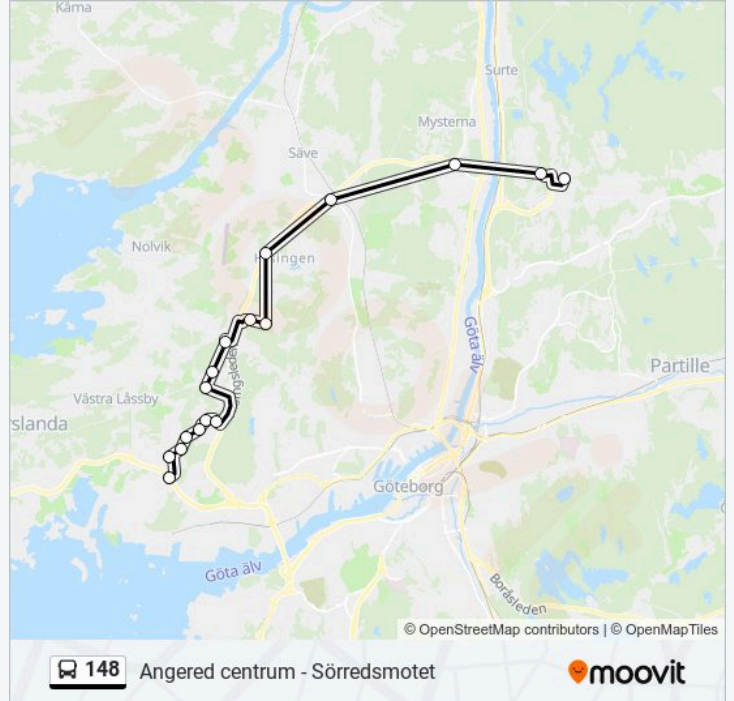 Kärna
Surte
Mysterna
Säve
Nolvik
Göta älv
Partille
Västra Låssby
rslanda
Göteborg
Göta älv
Boråsleden
© OpenStreetMap contributors | © OpenMapTiles
148 Angered centrum - Sörredsmotet moovit